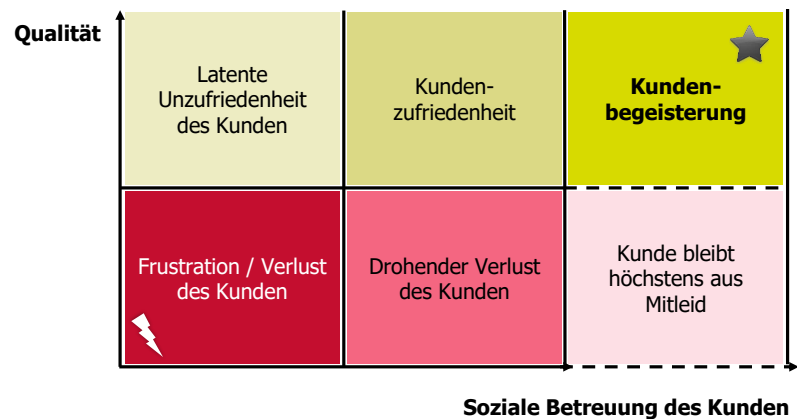 Qualität
Latente
Unzufriedenheit
des Kunden
Kunden-
zufriedenheit
Kunden-
begeisterung
Frustration / Verlust
des Kunden
Drohender Verlust
des Kunden
Kunde bleibt
höchstens aus
Mitleid
Soziale Betreuung des Kunden